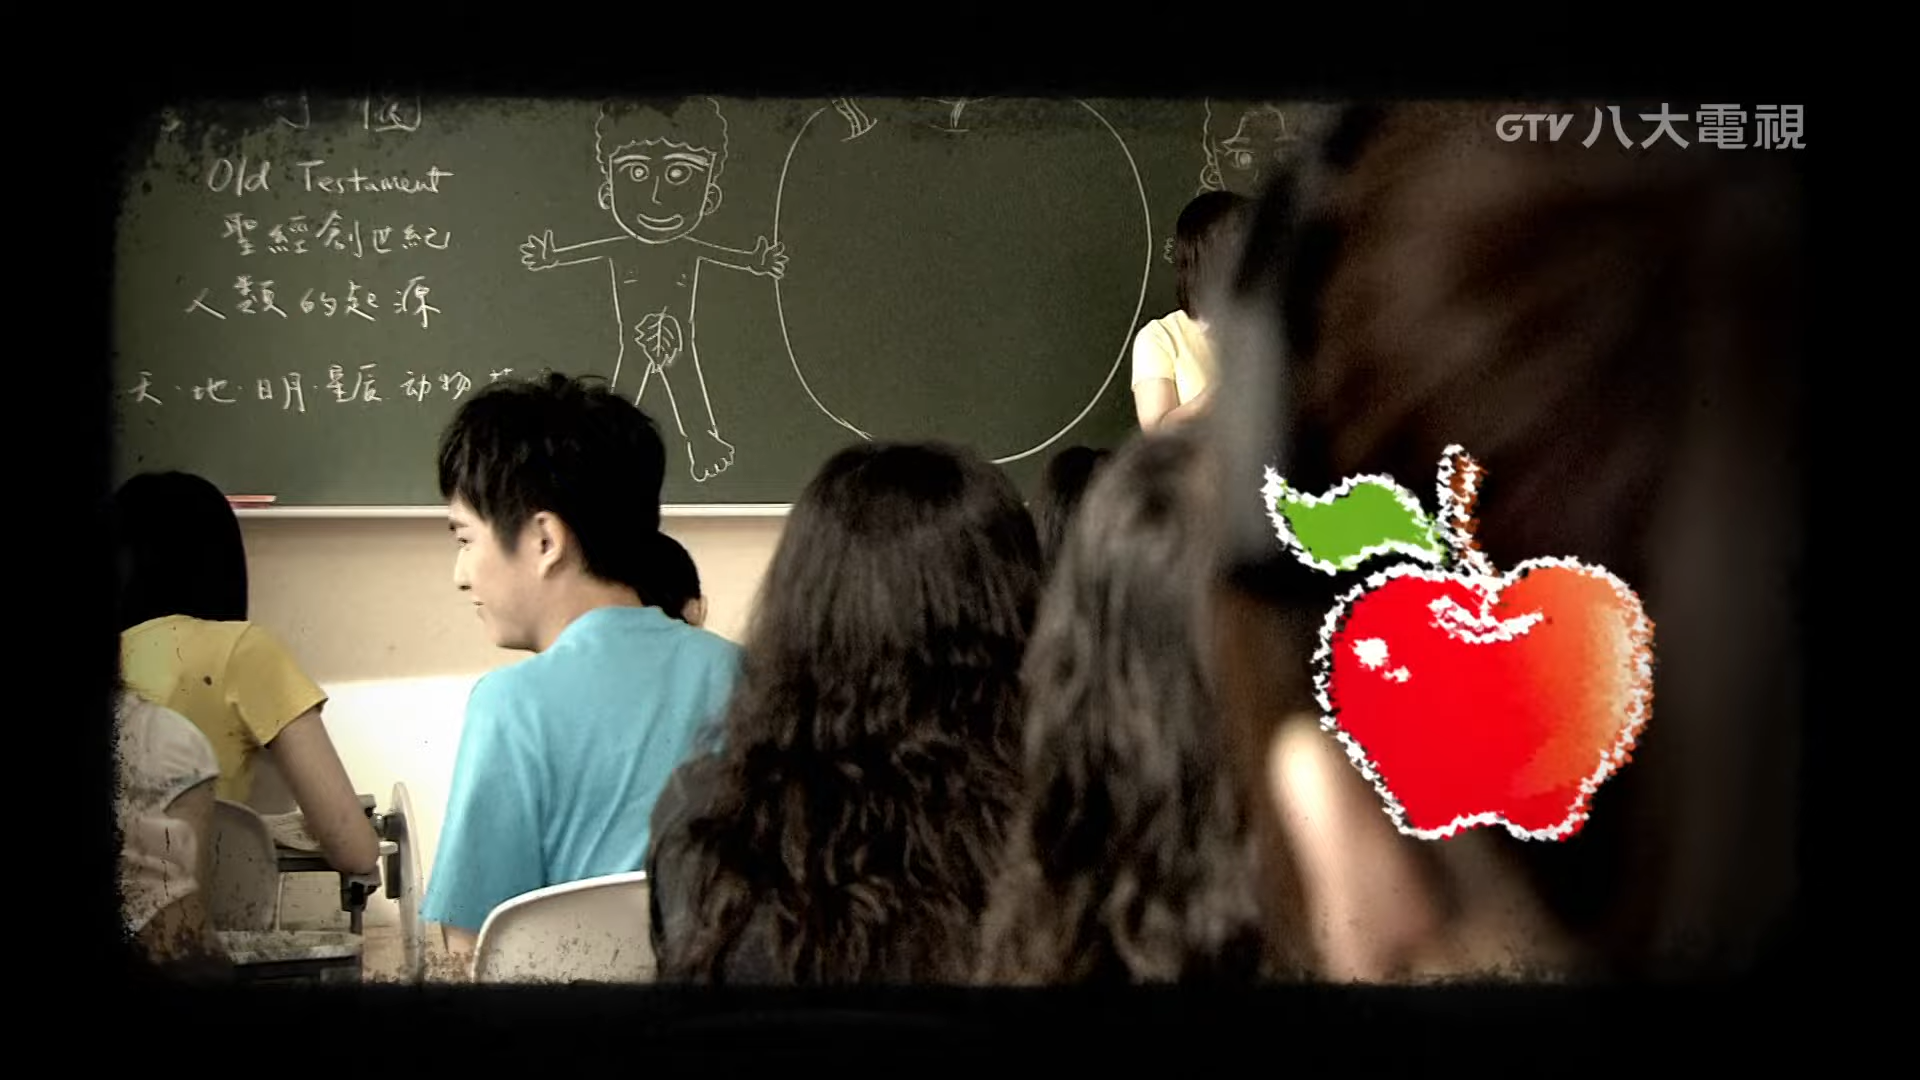 GTV 八大電視
Old Testament
聖經創世紀
人類的起源
天·地·日月·星辰 动物